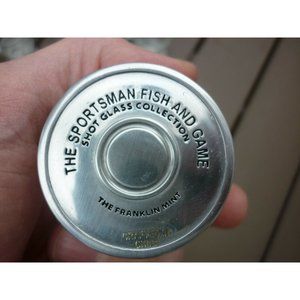 THE SPORTSMAN FISH AND GAME
SHOT GLASS COLLECTION
THE FRANKLIN MINT